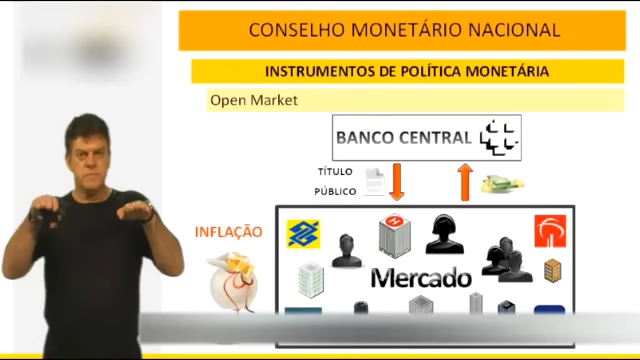 CONSELHO MONETÁRIO NACIONAL
INSTRUMENTOS DE POLÍTICA MONETÁRIA
Open Market
BANCO CENTRAL
TÍTULO
PÚBLICO
INFLAÇÃO
H
Mercado